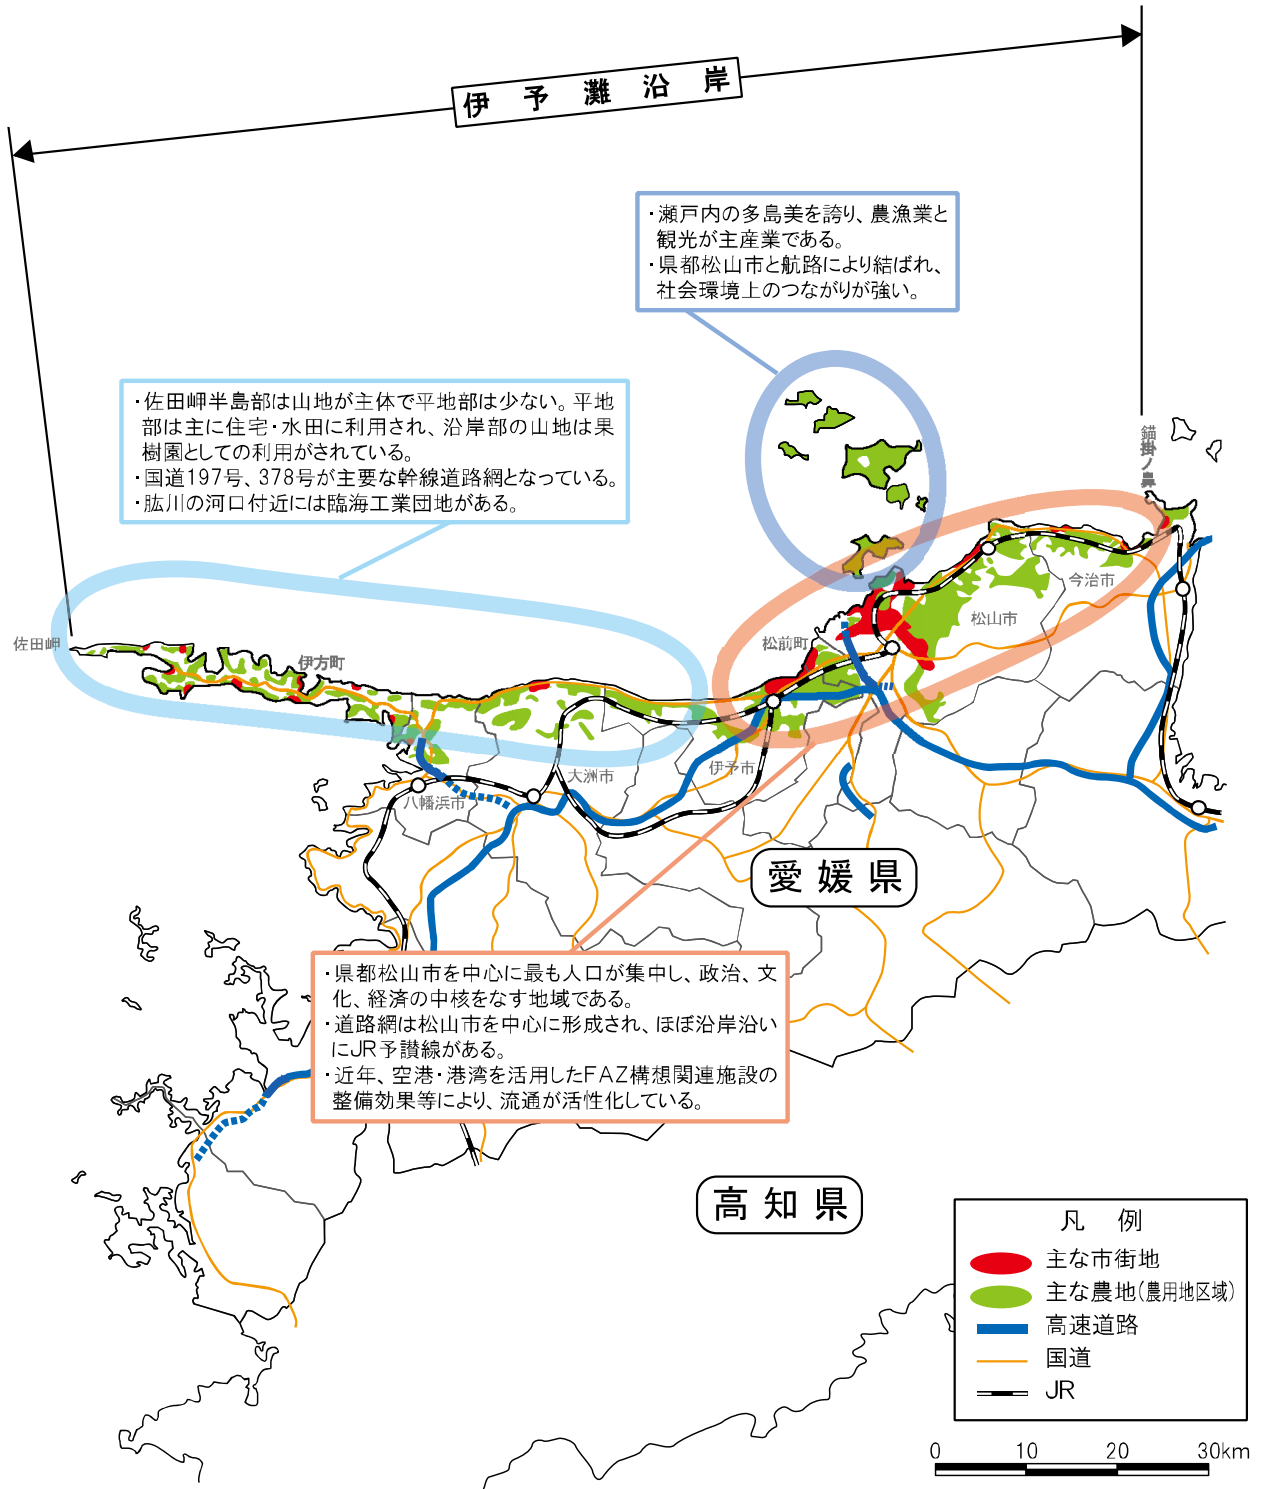 伊予灘沿岸
・瀬戸内の多島美を誇り、農漁業と
観光が主産業である。
・県都松山市と航路により結ばれ、
社会環境上のつながりが強い。
・佐田岬半島部は山地が主体で平地部は少ない。平地
部は主に住宅・水田に利用され、沿岸部の山地は果
樹園としての利用がされている。
・国道197号、378号が主要な幹線道路網となっている。
・肱川の河口付近には臨海工業団地がある。
錨掛ノ鼻
今治市
松山市
松前町
佐田岬
伊方町
伊予市
大洲市
八幡浜市
愛媛県
・県都松山市を中心に最も人口が集中し、政治、文
化、経済の中核をなす地域である。
・道路網は松山市を中心に形成され、ほぼ沿岸沿い
にJR予讃線がある。
・近年、空港・港湾を活用したFAZ構想関連施設の
整備効果等により、流通が活性化している。
高知県
凡例
主な市街地
主な農地(農用地区域)
高速道路
国道
JR
0 10 20 30km